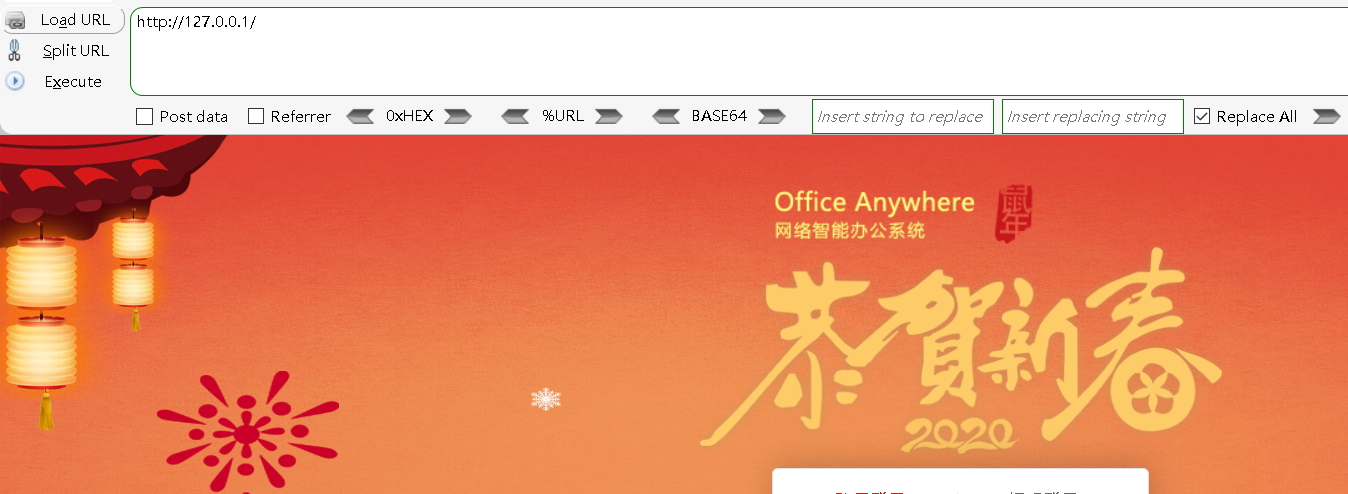 Load URL
http://127.0.0.1/
Split URL
Execute
Post data
Referrer
0xHEX
%URL
BASE64
Insert string to replace
Insert replacing string
Replace All
Office Anywhere
鼠年
网络智能办公系统
恭賀新春
2020